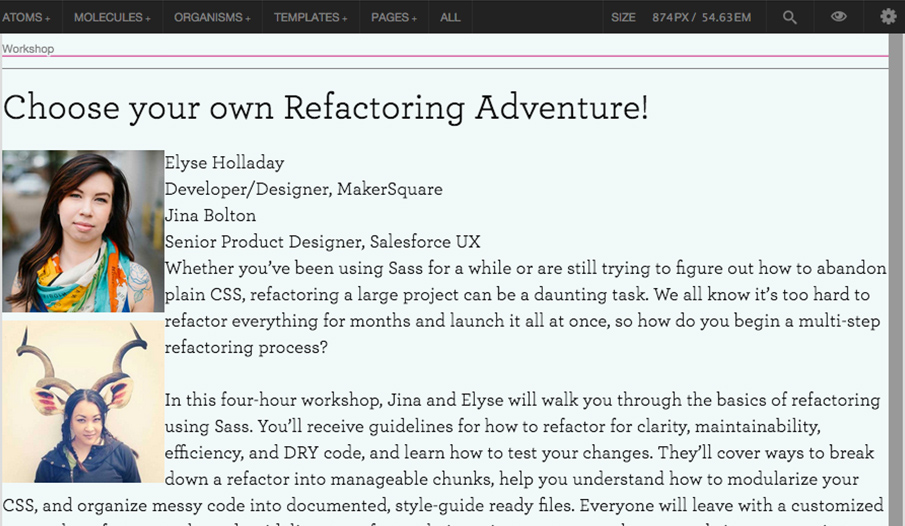 ATOMS + MOLECULES + ORGANISMS + TEMPLATES + PAGES + ALL SIZE 874PX / 54.63EM
Workshop
Choose your own Refactoring Adventure!
Elyse Holladay
Developer/Designer, MakerSquare
Jina Bolton
Senior Product Designer, Salesforce UX
Whether you’ve been using Sass for a while or are still trying to figure out how to abandon
plain CSS, refactoring a large project can be a daunting task. We all know it’s too hard to
refactor everything for months and launch it all at once, so how do you begin a multi-step
refactoring process?
In this four-hour workshop, Jina and Elyse will walk you through the basics of refactoring
using Sass. You’ll receive guidelines for how to refactor for clarity, maintainability,
efficiency, and DRY code, and learn how to test your changes. They’ll cover ways to break
down a refactor into manageable chunks, help you understand how to modularize your
CSS, and organize messy code into documented, style-guide ready files. Everyone will leave with a customized